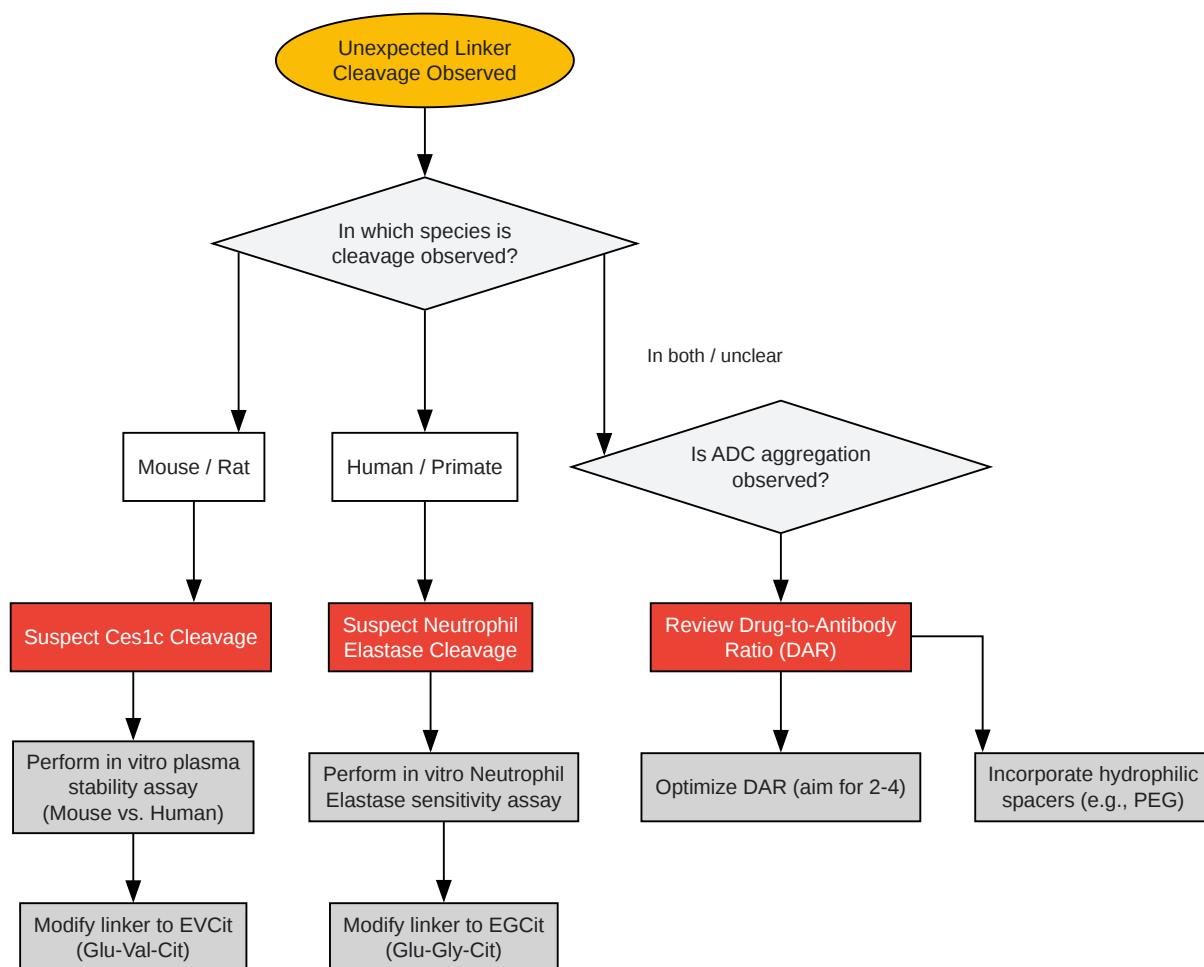 Unexpected Linker
Cleavage Observed
In which species is
cleavage observed?
In both / unclear
Mouse / Rat
Human / Primate
Is ADC aggregation
observed?
Suspect Ces1c Cleavage
Suspect Neutrophil
Elastase Cleavage
Review Drug-to-Antibody
Ratio (DAR)
Perform in vitro plasma
stability assay
(Mouse vs. Human)
Perform in vitro Neutrophil
Elastase sensitivity assay
Optimize DAR (aim for 2-4)
Incorporate hydrophilic
spacers (e.g., PEG)
Modify linker to EVCit
(Glu-Val-Cit)
Modify linker to EGCit
(Glu-Gly-Cit)